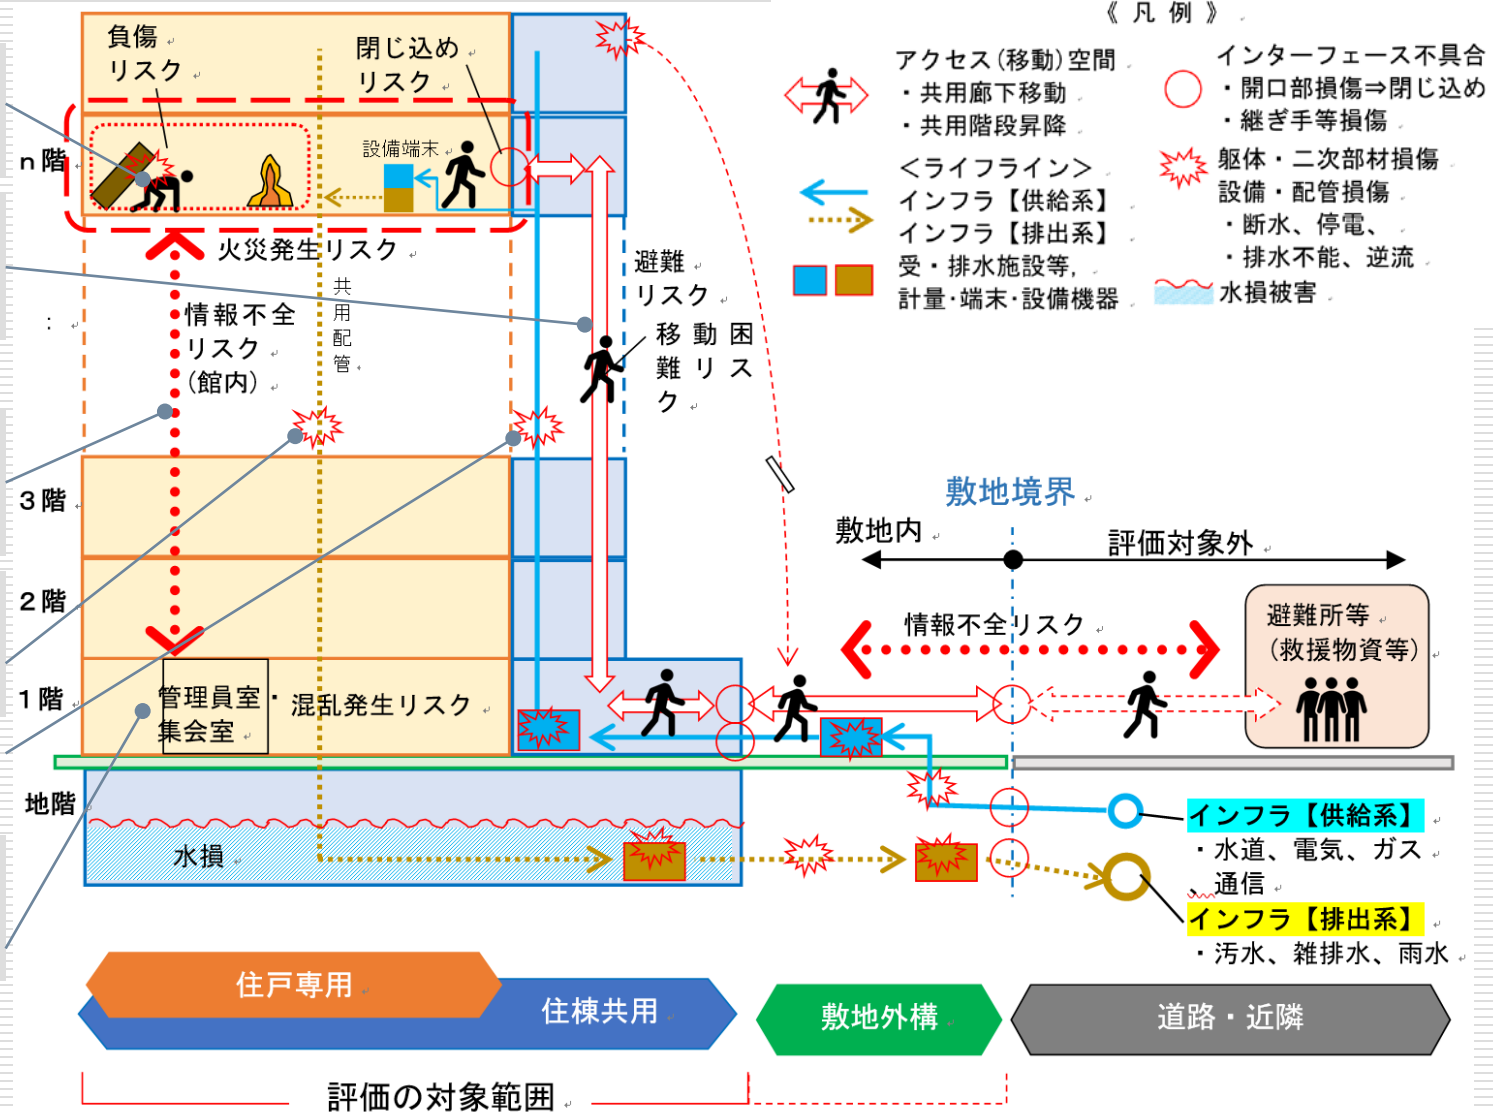 《 凡 例 》
アクセス(移動)空間
・共用廊下移動
・共用階段昇降
＜ライフライン＞
インフラ【供給系】
インフラ【排出系】
受・排水施設等,
計量･端末･設備機器
インターフェース不具合
・開口部損傷⇒閉じ込め
・継ぎ手等損傷
躯体・二次部材損傷
設備・配管損傷
・断水、停電、
・排水不能、逆流
水損被害
負傷
リスク
閉じ込め
リスク
設備端末
n階
火災発生リスク
避難
リスク
移動困
難リス
ク
情報不全
リスク
（館内）
共
用
配
管
：
3階
2階
1階
管理員室・
集会室
混乱発生リスク
地階
水損
敷地境界
敷地内
評価対象外
情報不全リスク
避難所等
（救援物資等）
インフラ【供給系】
・水道、電気、ガス
、通信
インフラ【排出系】
・汚水、雑排水、雨水
住戸専用
住棟共用
敷地外構
道路・近隣
評価の対象範囲